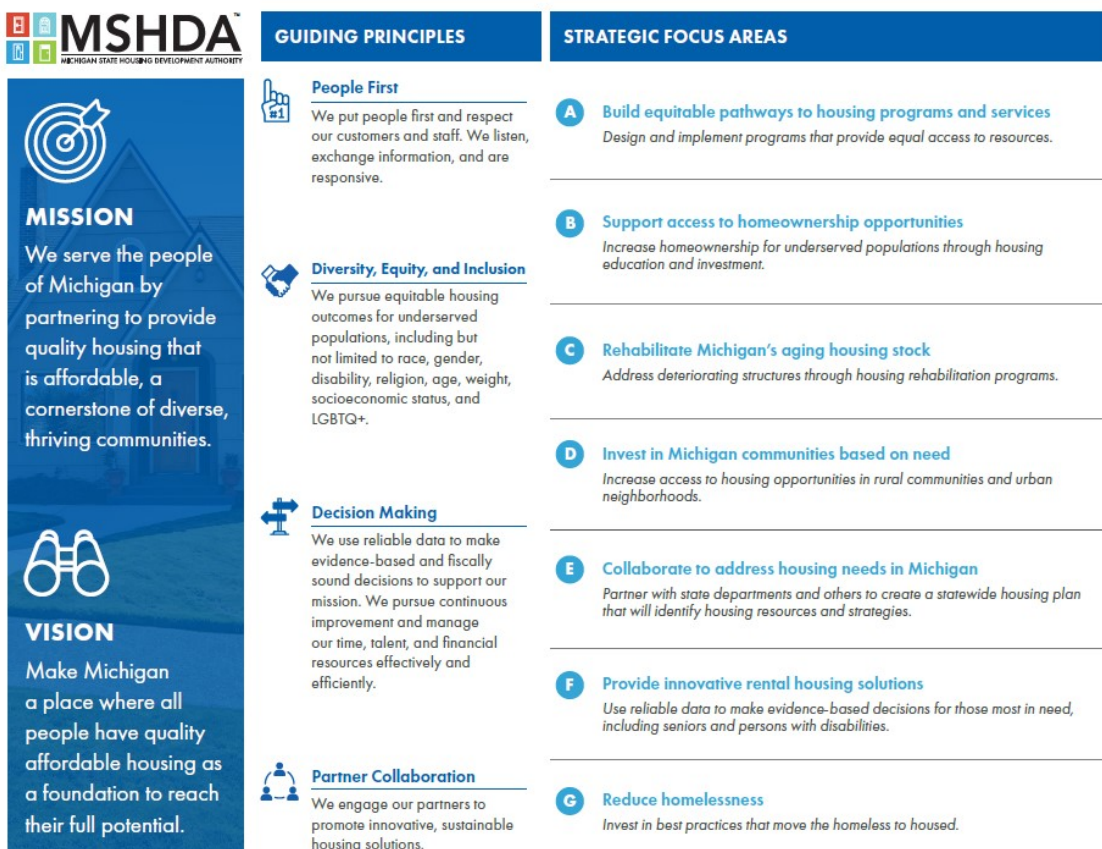 MSHDA™
MICHIGAN STATE HOUSING DEVELOPMENT AUTHORITY
MISSION
We serve the people
of Michigan by
partnering to provide
quality housing that
is affordable, a
cornerstone of diverse,
thriving communities.
VISION
Make Michigan
a place where all
people have quality
affordable housing as
a foundation to reach
their full potential.
GUIDING PRINCIPLES
#1
People First
We put people first and respect
our customers and staff. We listen,
exchange information, and are
responsive.
Diversity, Equity, and Inclusion
We pursue equitable housing
outcomes for underserved
populations, including but
not limited to race, gender,
disability, religion, age, weight,
socioeconomic status, and
LGBTQ+.
Decision Making
We use reliable data to make
evidence-based and fiscally
sound decisions to support our
mission. We pursue continuous
improvement and manage
our time, talent, and financial
resources effectively and
efficiently.
Partner Collaboration
We engage our partners to
promote innovative, sustainable
housing solutions.
STRATEGIC FOCUS AREAS
A Build equitable pathways to housing programs and services
Design and implement programs that provide equal access to resources.
B Support access to homeownership opportunities
Increase homeownership for underserved populations through housing
education and investment.
C Rehabilitate Michigan's aging housing stock
Address deteriorating structures through housing rehabilitation programs.
D Invest in Michigan communities based on need
Increase access to housing opportunities in rural communities and urban
neighborhoods.
E Collaborate to address housing needs in Michigan
Partner with state departments and others to create a statewide housing plan
that will identify housing resources and strategies.
F Provide innovative rental housing solutions
Use reliable data to make evidence-based decisions for those most in need,
including seniors and persons with disabilities.
G Reduce homelessness
Invest in best practices that move the homeless to housed.